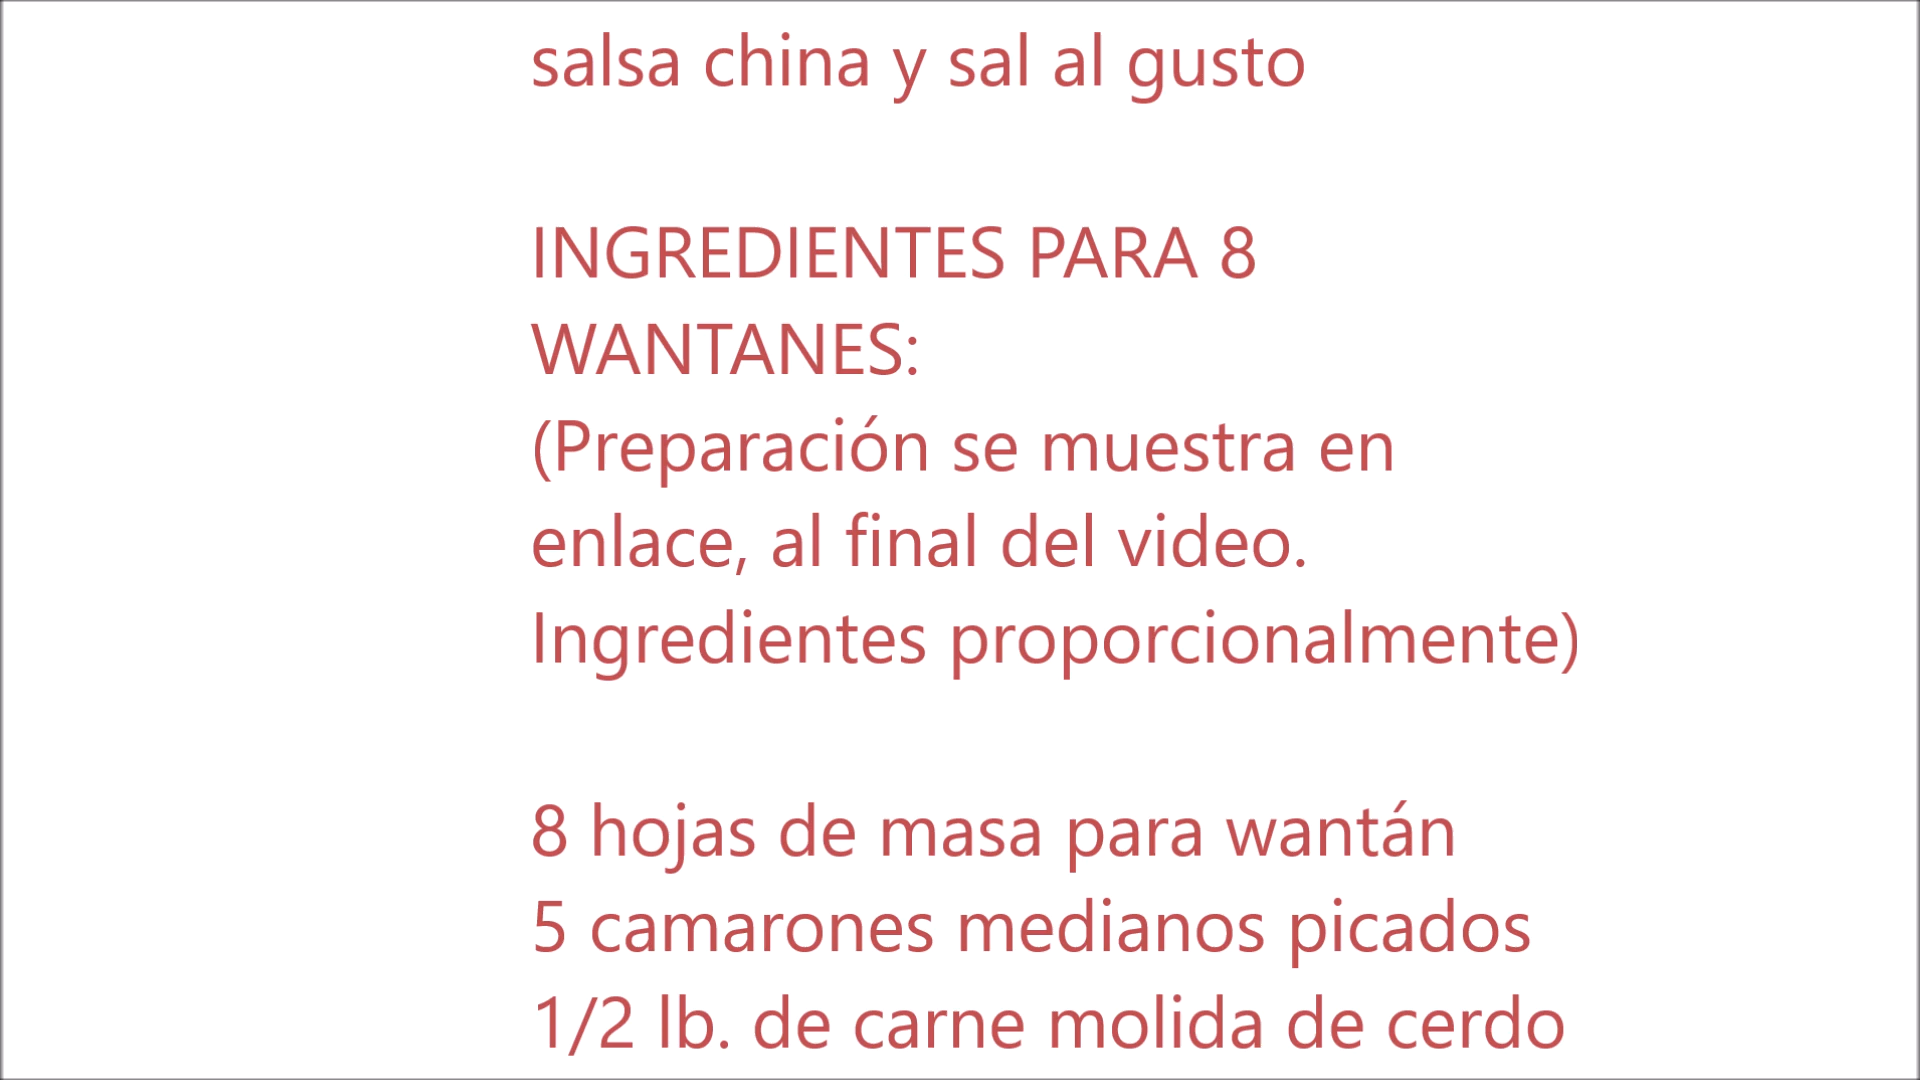 salsa china y sal al gusto
INGREDIENTES PARA 8
WANTANES:
(Preparación se muestra en
enlace, al final del video.
Ingredientes proporcionalmente)
8 hojas de masa para wantán
5 camarones medianos picados
1/2 lb. de carne molida de cerdo